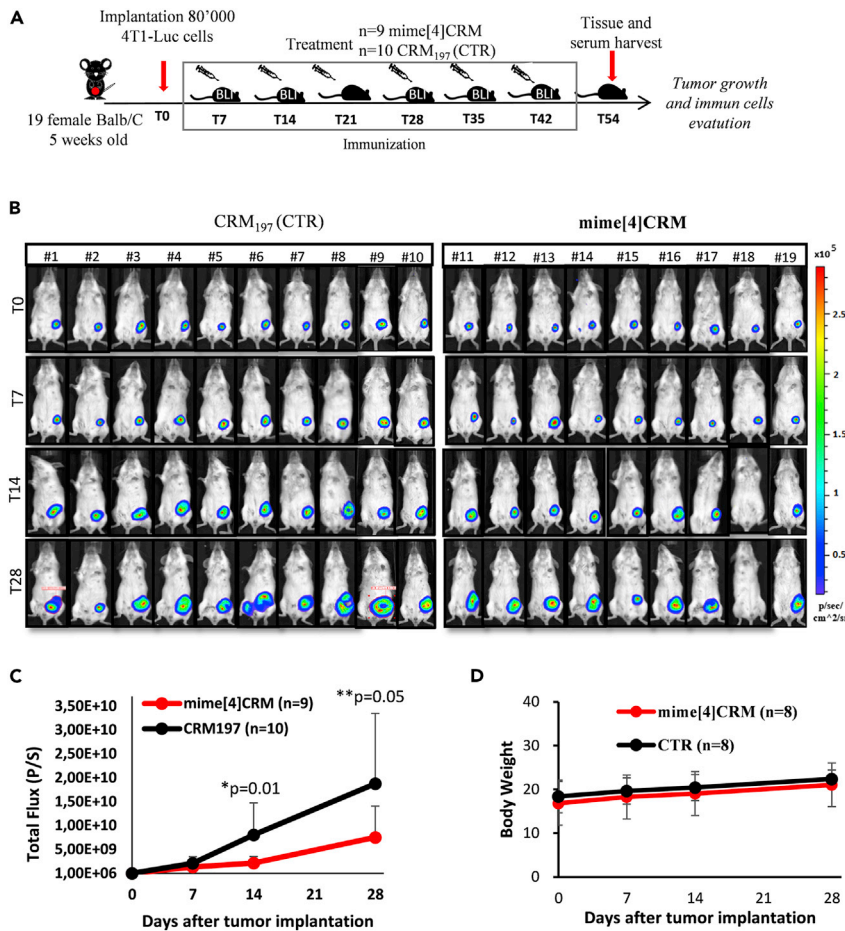 A
Implantation 80’000
4T1-Luc cells
Treatment
n=9 mime[4]CRM
n=10 CRM₁₉₇ (CTR)
Tissue and
serum harvest
BLI BLI BLI BLI BLI
19 female Balb/C
5 weeks old
T0 T7 T14 T21 T28 T35 T42 T54
Immunization
Tumor growth
and immun cells
evatution
B
CRM₁₉₇ (CTR) mime[4]CRM
#1 #2 #3 #4 #5 #6 #7 #8 #9 #10 #11 #12 #13 #14 #15 #16 #17 #18 #19
x10⁵
T0
T7
T14
T28
2.5
2.0
1.5
1.0
0.5
p/sec/
cm^2/sr
C
mime[4]CRM (n=9)
CRM197 (n=10)
*p=0.01
**p=0.05
Total Flux (P/S)
3,50E+10
3,00E+10
2,50E+10
2,00E+10
1,50E+10
1,00E+10
5,00E+09
1,00E+06
0 7 14 21 28
Days after tumor implantation
D
mime[4]CRM (n=8)
CTR (n=8)
Body Weight
40
30
20
10
0
0 7 14 21 28
Days after tumor implantation